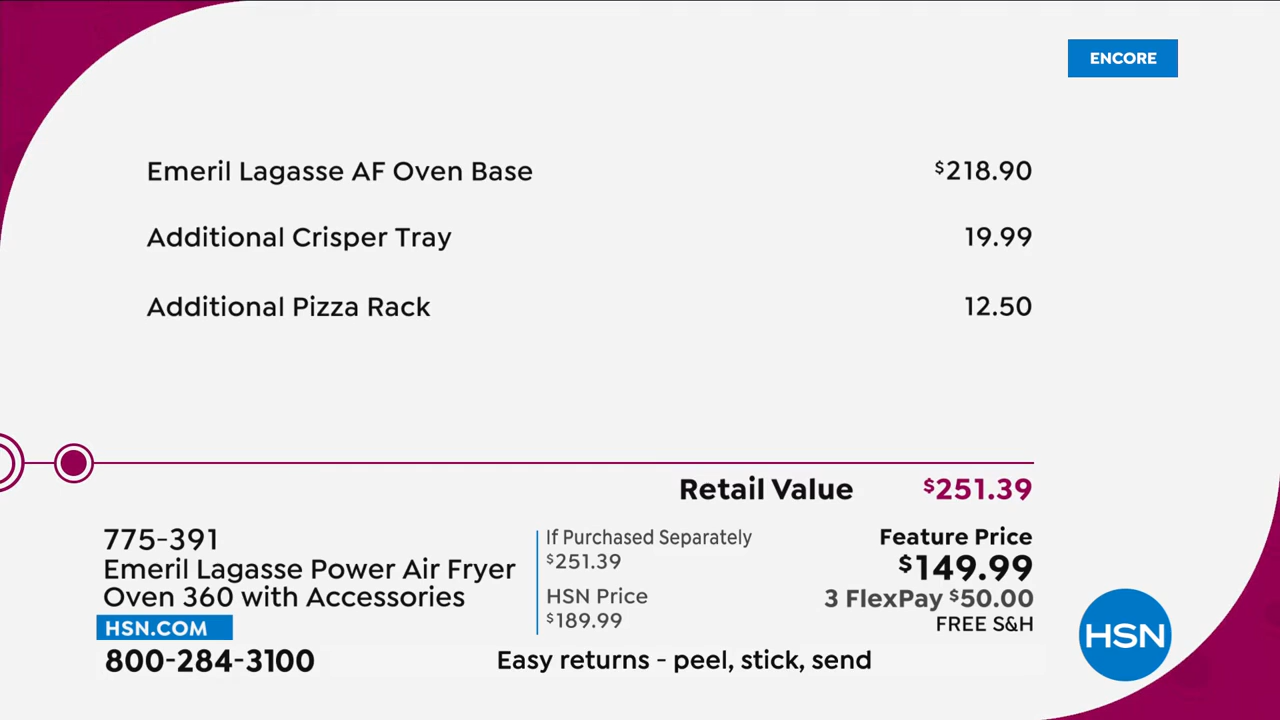 ENCORE
Emeril Lagasse AF Oven Base $218.90
Additional Crisper Tray 19.99
Additional Pizza Rack 12.50
Retail Value $251.39
775-391
Emeril Lagasse Power Air Fryer
Oven 360 with Accessories
HSN.COM
800-284-3100
If Purchased Separately
$251.39
HSN Price
$189.99
Feature Price
$149.99
3 FlexPay $50.00
FREE S&H
Easy returns - peel, stick, send
HSN